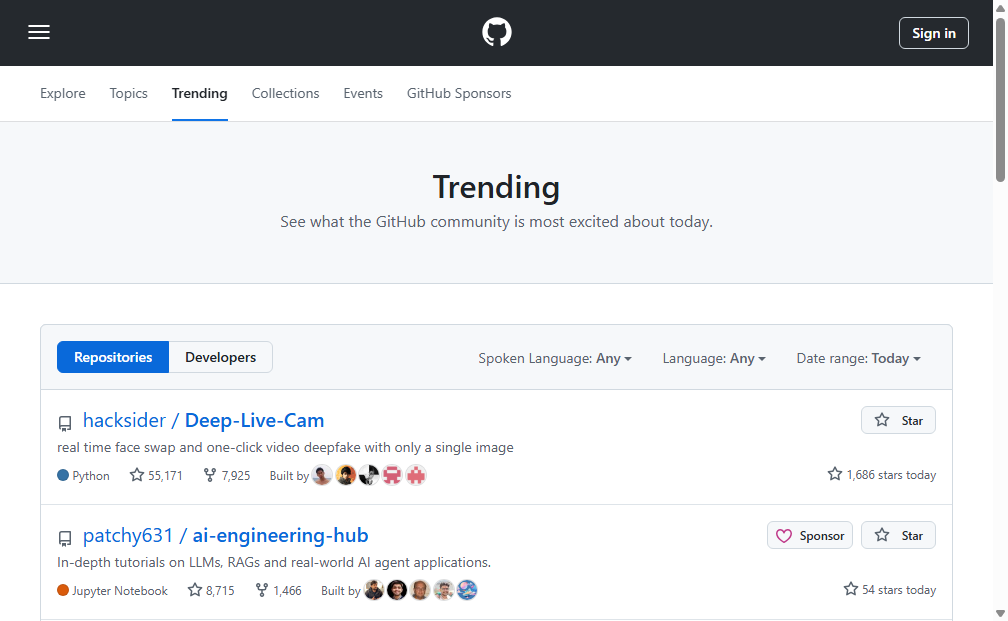 Sign in
Explore Topics Trending Collections Events GitHub Sponsors
Trending
See what the GitHub community is most excited about today.
Repositories Developers Spoken Language: Any Language: Any Date range: Today
hacksider / Deep-Live-Cam Star
real time face swap and one-click video deepfake with only a single image
Python 55,171 7,925 Built by 1,686 stars today
patchy631 / ai-engineering-hub Sponsor Star
In-depth tutorials on LLMs, RAGs and real-world AI agent applications.
Jupyter Notebook 8,715 1,466 Built by 54 stars today